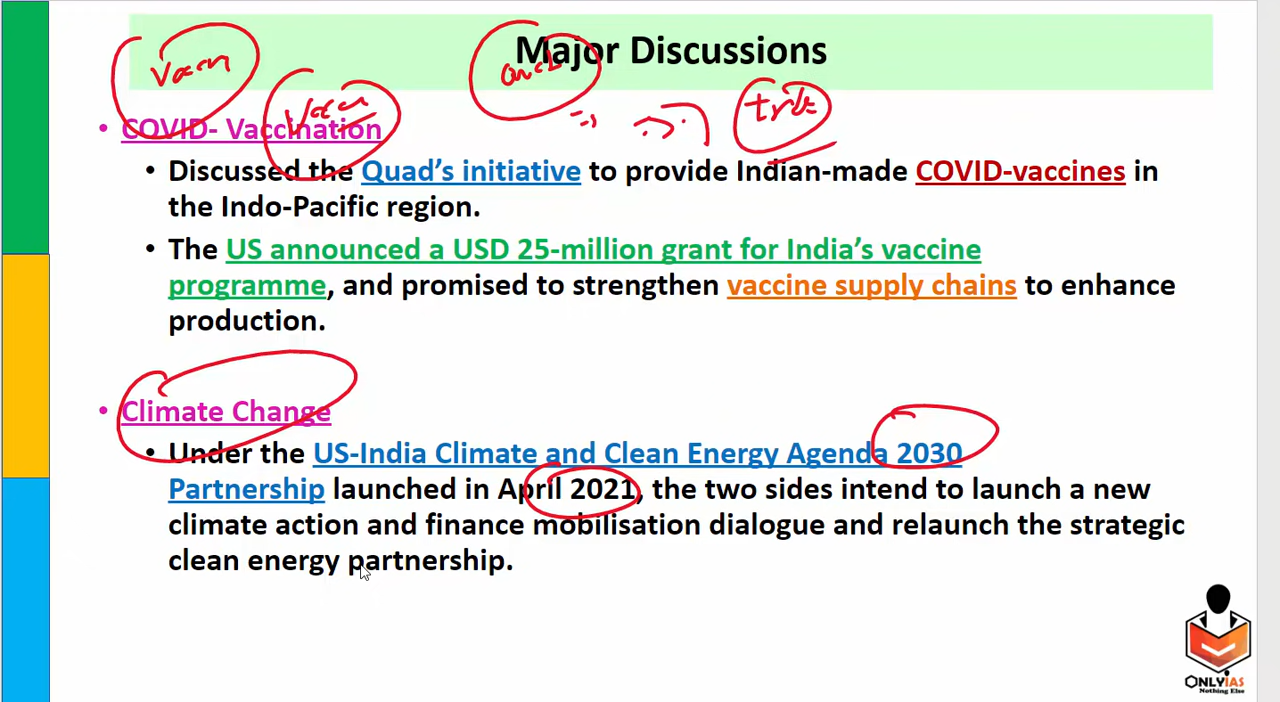 Major Discussions
• COVID- Vaccination
• Discussed the Quad's initiative to provide Indian-made COVID-vaccines in
the Indo-Pacific region.
• The US announced a USD 25-million grant for India's vaccine
programme, and promised to strengthen vaccine supply chains to enhance
production.
• Climate Change
• Under the US-India Climate and Clean Energy Agenda 2030
Partnership launched in April 2021, the two sides intend to launch a new
climate action and finance mobilisation dialogue and relaunch the strategic
clean energy partnership.
ONLYIAS
Nothing Else